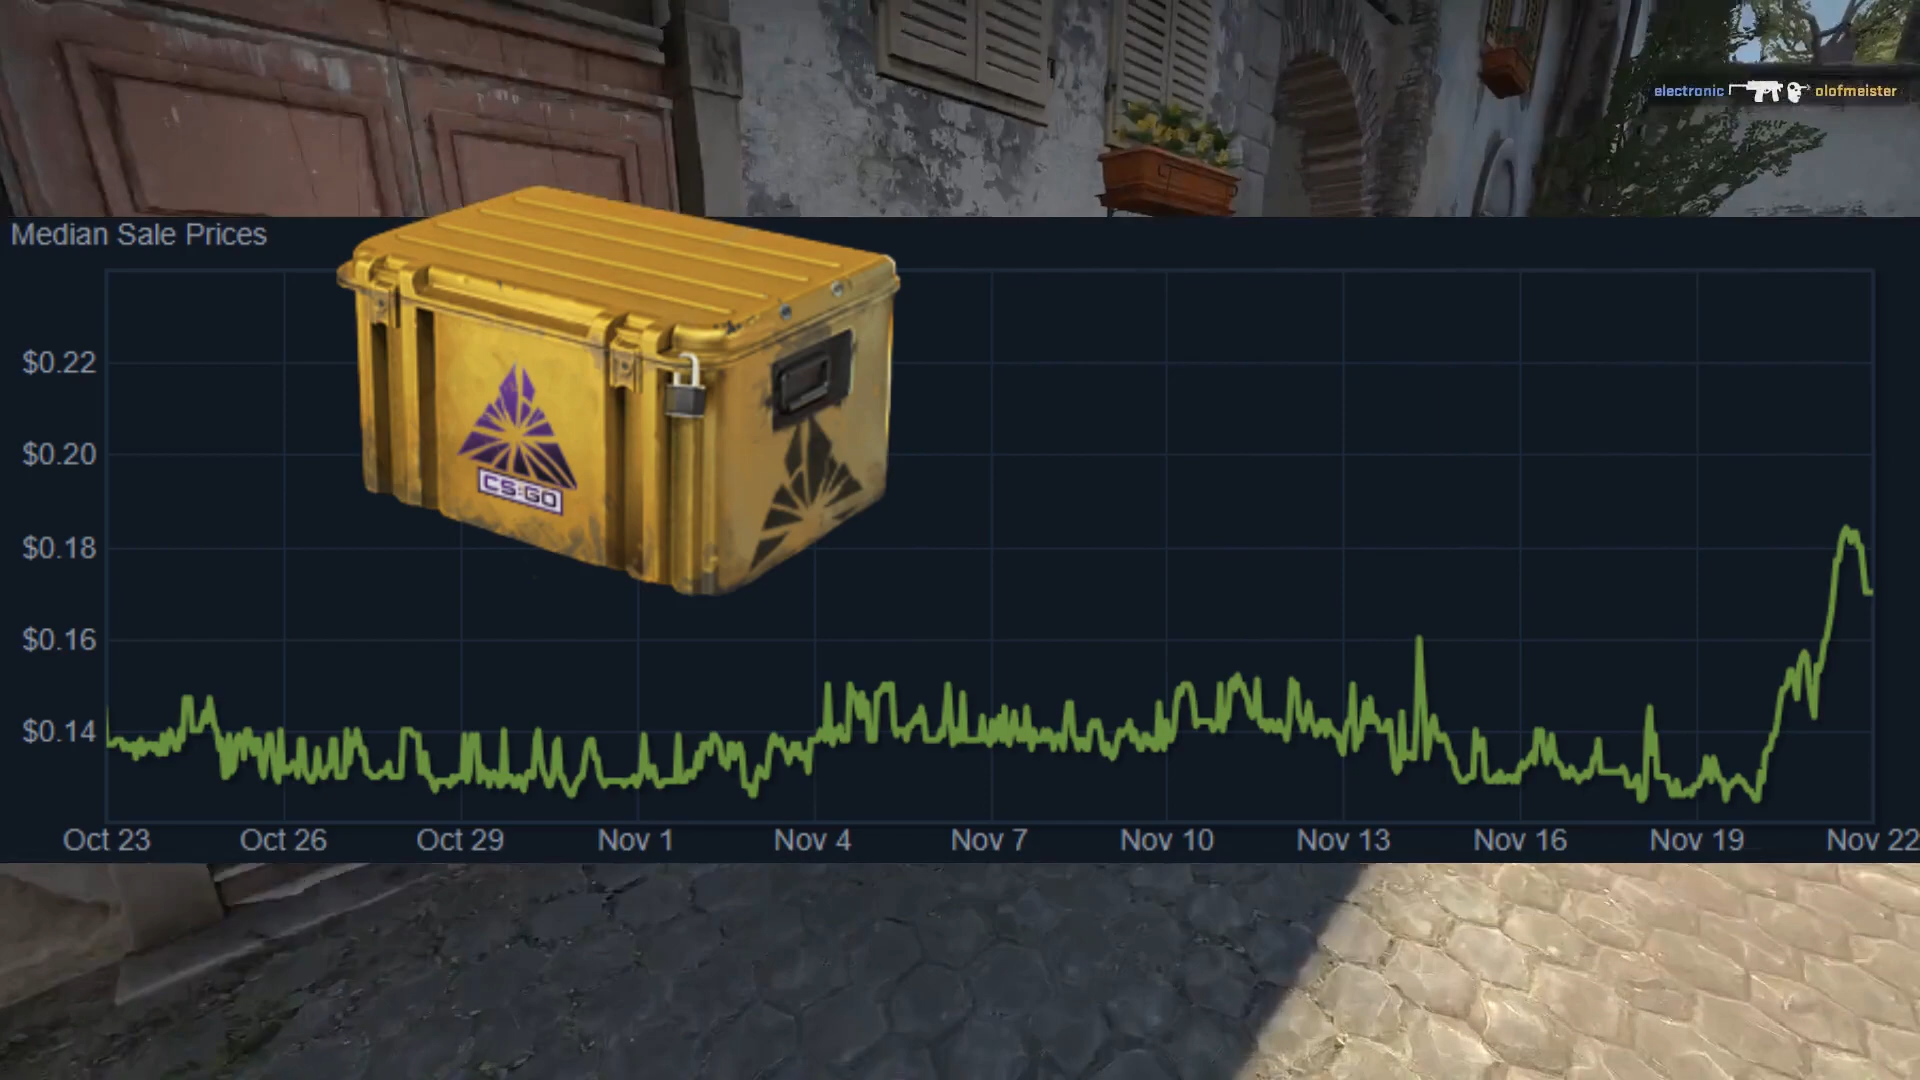 electronic olofmeister
Median Sale Prices
$0.22
$0.20
$0.18
$0.16
$0.14
CS:GO
Oct 23 Oct 26 Oct 29 Nov 1 Nov 4 Nov 7 Nov 10 Nov 13 Nov 16 Nov 19 Nov 22